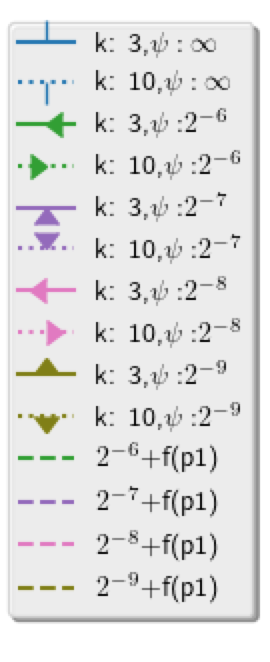 k: 3,ψ : ∞
k: 10,ψ : ∞
k: 3,ψ :2⁻⁶
k: 10,ψ :2⁻⁶
k: 3,ψ :2⁻⁷
k: 10,ψ :2⁻⁷
k: 3,ψ :2⁻⁸
k: 10,ψ :2⁻⁸
k: 3,ψ :2⁻⁹
k: 10,ψ :2⁻⁹
2⁻⁶+f(p1)
2⁻⁷+f(p1)
2⁻⁸+f(p1)
2⁻⁹+f(p1)